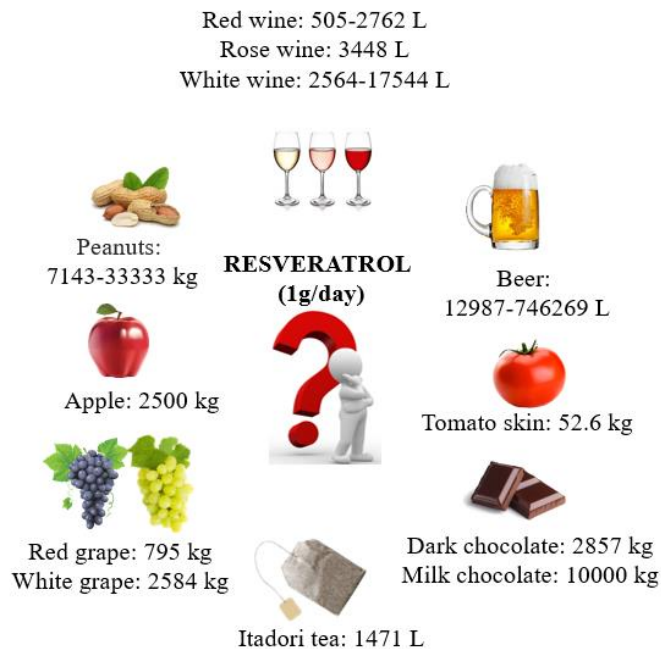 Red wine: 505-2762 L
Rose wine: 3448 L
White wine: 2564-17544 L
Peanuts:
7143-33333 kg
RESVERATROL
(1g/day)
Beer:
12987-746269 L
Apple: 2500 kg
Tomato skin: 52.6 kg
Red grape: 795 kg
White grape: 2584 kg
Dark chocolate: 2857 kg
Milk chocolate: 10000 kg
Itadori tea: 1471 L